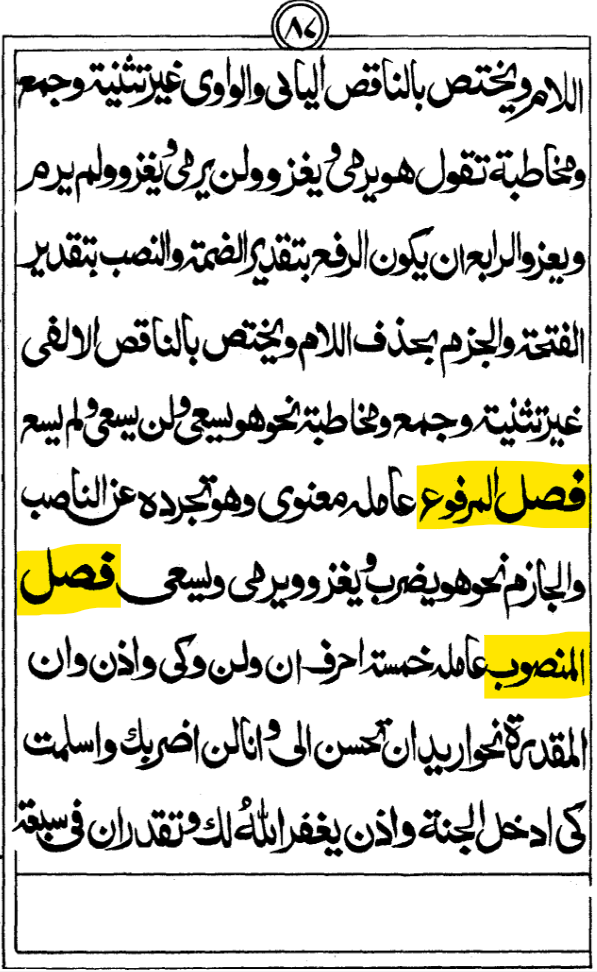 ٨٧
اللام ويختص بالناقص اليائى والواوى غير تثنية وجمع
ومخاطبة تقول هو يرمى ويغزو ولن يرمى ويغزو ولم يرم
ويعز والرابع ان يكون الرفع بتقدير الضمة والنصب بتقدير
الفتحة والجزم بحذف اللام ويختص بالناقص الالفى
غير تثنية وجمع ومخاطبة نحو هو يسعى ولن يسعى ولم يسع
فصل المرفوع عامله معنوى وهو تجرده عن الناصب
والجازم نحو هو يضرب ويغزو ويرمى ويسعى فصل
المنصوب عامله خمسة احرف ان ولن وكى واذن وان
المقدرة نحو اريد ان تحسن الى وانا لن اضربك واسلمت
كى ادخل الجنة واذن يغفر الله لك وتقدر ان فى سبعة